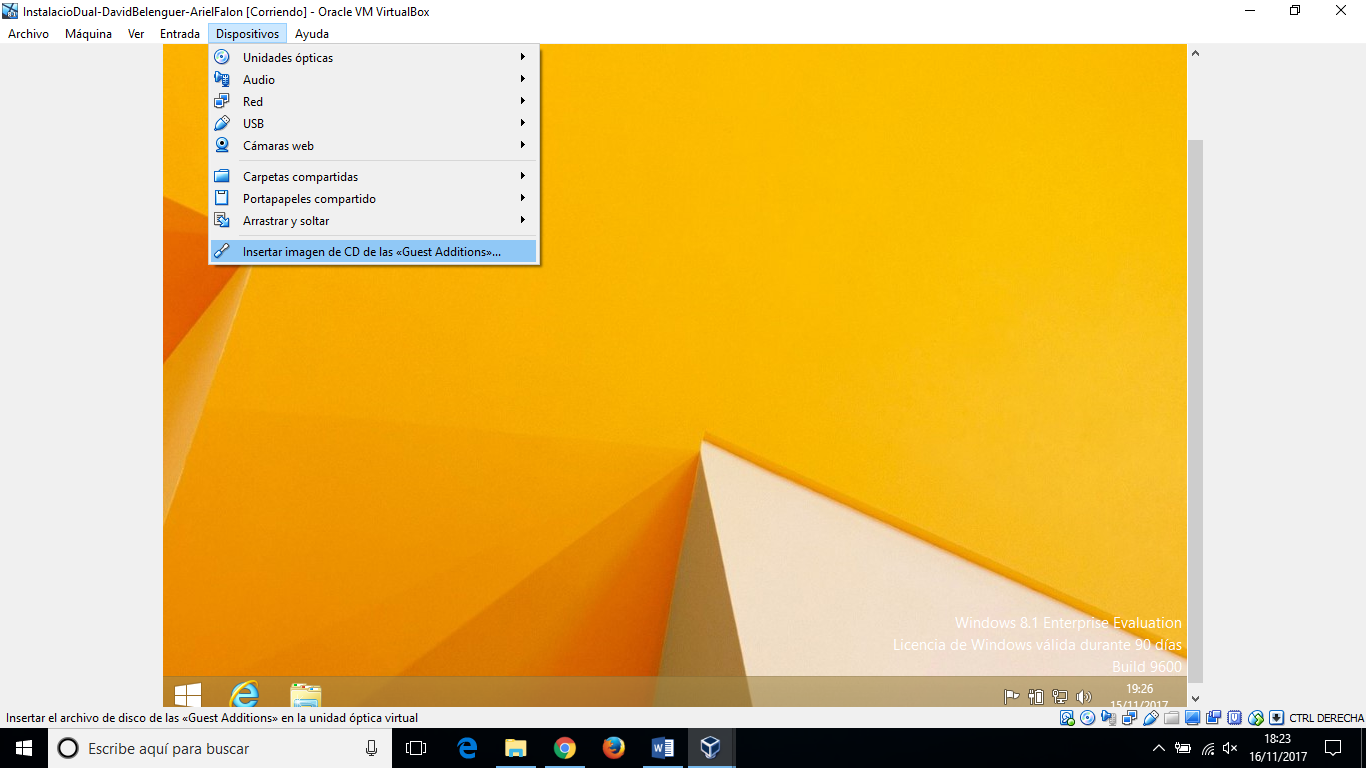 InstalacioDual-DavidBelenguer-ArielFalon [Corriendo] - Oracle VM VirtualBox
Archivo Máquina Ver Entrada Dispositivos Ayuda
Unidades ópticas
Audio
Red
USB
Cámaras web
Carpetas compartidas
Portapapeles compartido
Arrastrar y soltar
Insertar imagen de CD de las «Guest Additions»...
Windows 8.1 Enterprise Evaluation
Licencia de Windows válida durante 90 días
Build 9600
19:26
15/11/2017
Insertar el archivo de disco de las «Guest Additions» en la unidad óptica virtual
CTRL DERECHA
Escribe aquí para buscar
18:23
16/11/2017